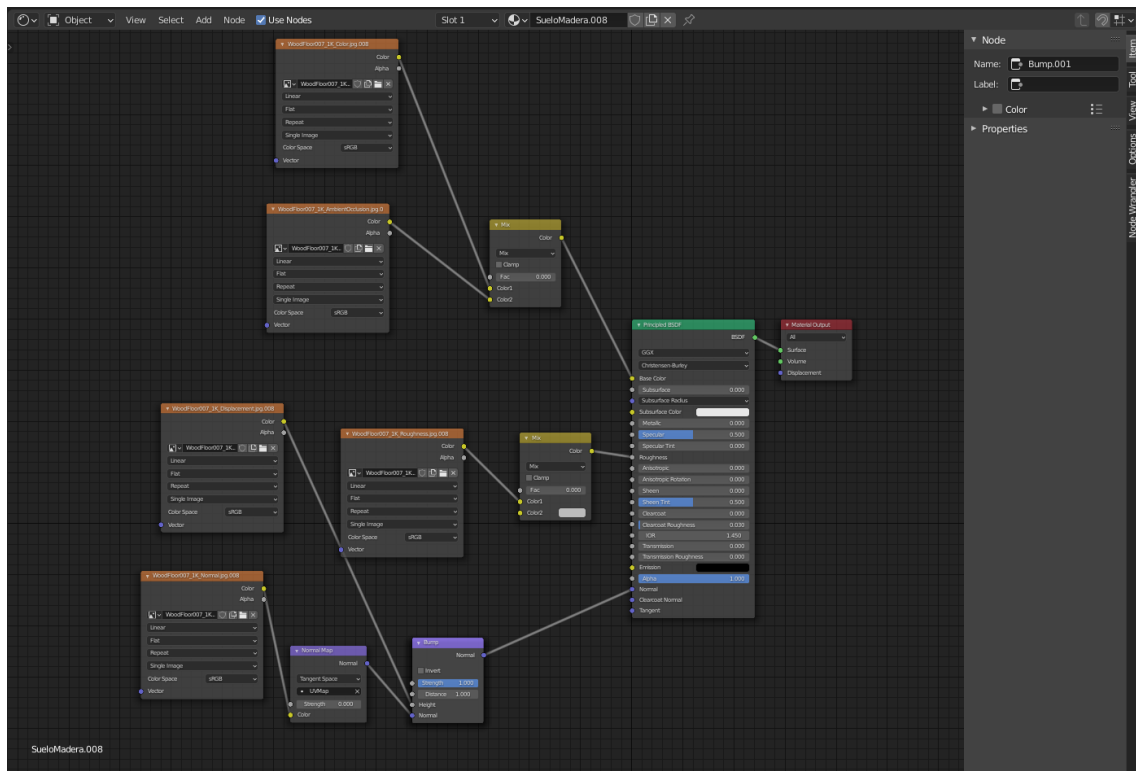 Object View Select Add Node Use Nodes Slot 1 SueloMadera.008
Node
Name: Bump.001
Label:
Color
Properties
Item
Tool
View
Options
Node Wrangler
WoodFloor007_1K_Color.jpg.008
Color
Alpha
WoodFloor007_1K...
Linear
Flat
Repeat
Single Image
Color Space sRGB
Vector
WoodFloor007_1K_AmbientOcclusion.jpg.0
Color
Alpha
WoodFloor007_1K...
Linear
Flat
Repeat
Single Image
Color Space sRGB
Vector
Mix
Color
Mix
Clamp
Fac 0.000
Color1
Color2
Principled BSDF
BSDF
GGX
Christensen-Burley
Base Color
Subsurface 0.000
Subsurface Radius
Subsurface Color
Metallic 0.000
Specular 0.500
Specular Tint 0.000
Roughness
Anisotropic 0.000
Anisotropic Rotation 0.000
Sheen 0.000
Sheen Tint 0.500
Clearcoat 0.000
Clearcoat Roughness 0.030
IOR 1.450
Transmission 0.000
Transmission Roughness 0.000
Emission
Alpha 1.000
Normal
Clearcoat Normal
Tangent
Material Output
All
Surface
Volume
Displacement
WoodFloor007_1K_Displacement.jpg.008
Color
Alpha
WoodFloor007_1K...
Linear
Flat
Repeat
Single Image
Color Space sRGB
Vector
WoodFloor007_1K_Roughness.jpg.008
Color
Alpha
WoodFloor007_1K...
Linear
Flat
Repeat
Single Image
Color Space sRGB
Vector
Mix
Color
Mix
Clamp
Fac 0.000
Color1
Color2
WoodFloor007_1K_Normal.jpg.008
Color
Alpha
WoodFloor007_1K...
Linear
Flat
Repeat
Single Image
Color Space sRGB
Vector
Normal Map
Normal
Tangent Space
UVMap
Strength 0.000
Color
Bump
Normal
Invert
Strength 1.000
Distance 1.000
Height
Normal
SueloMadera.008